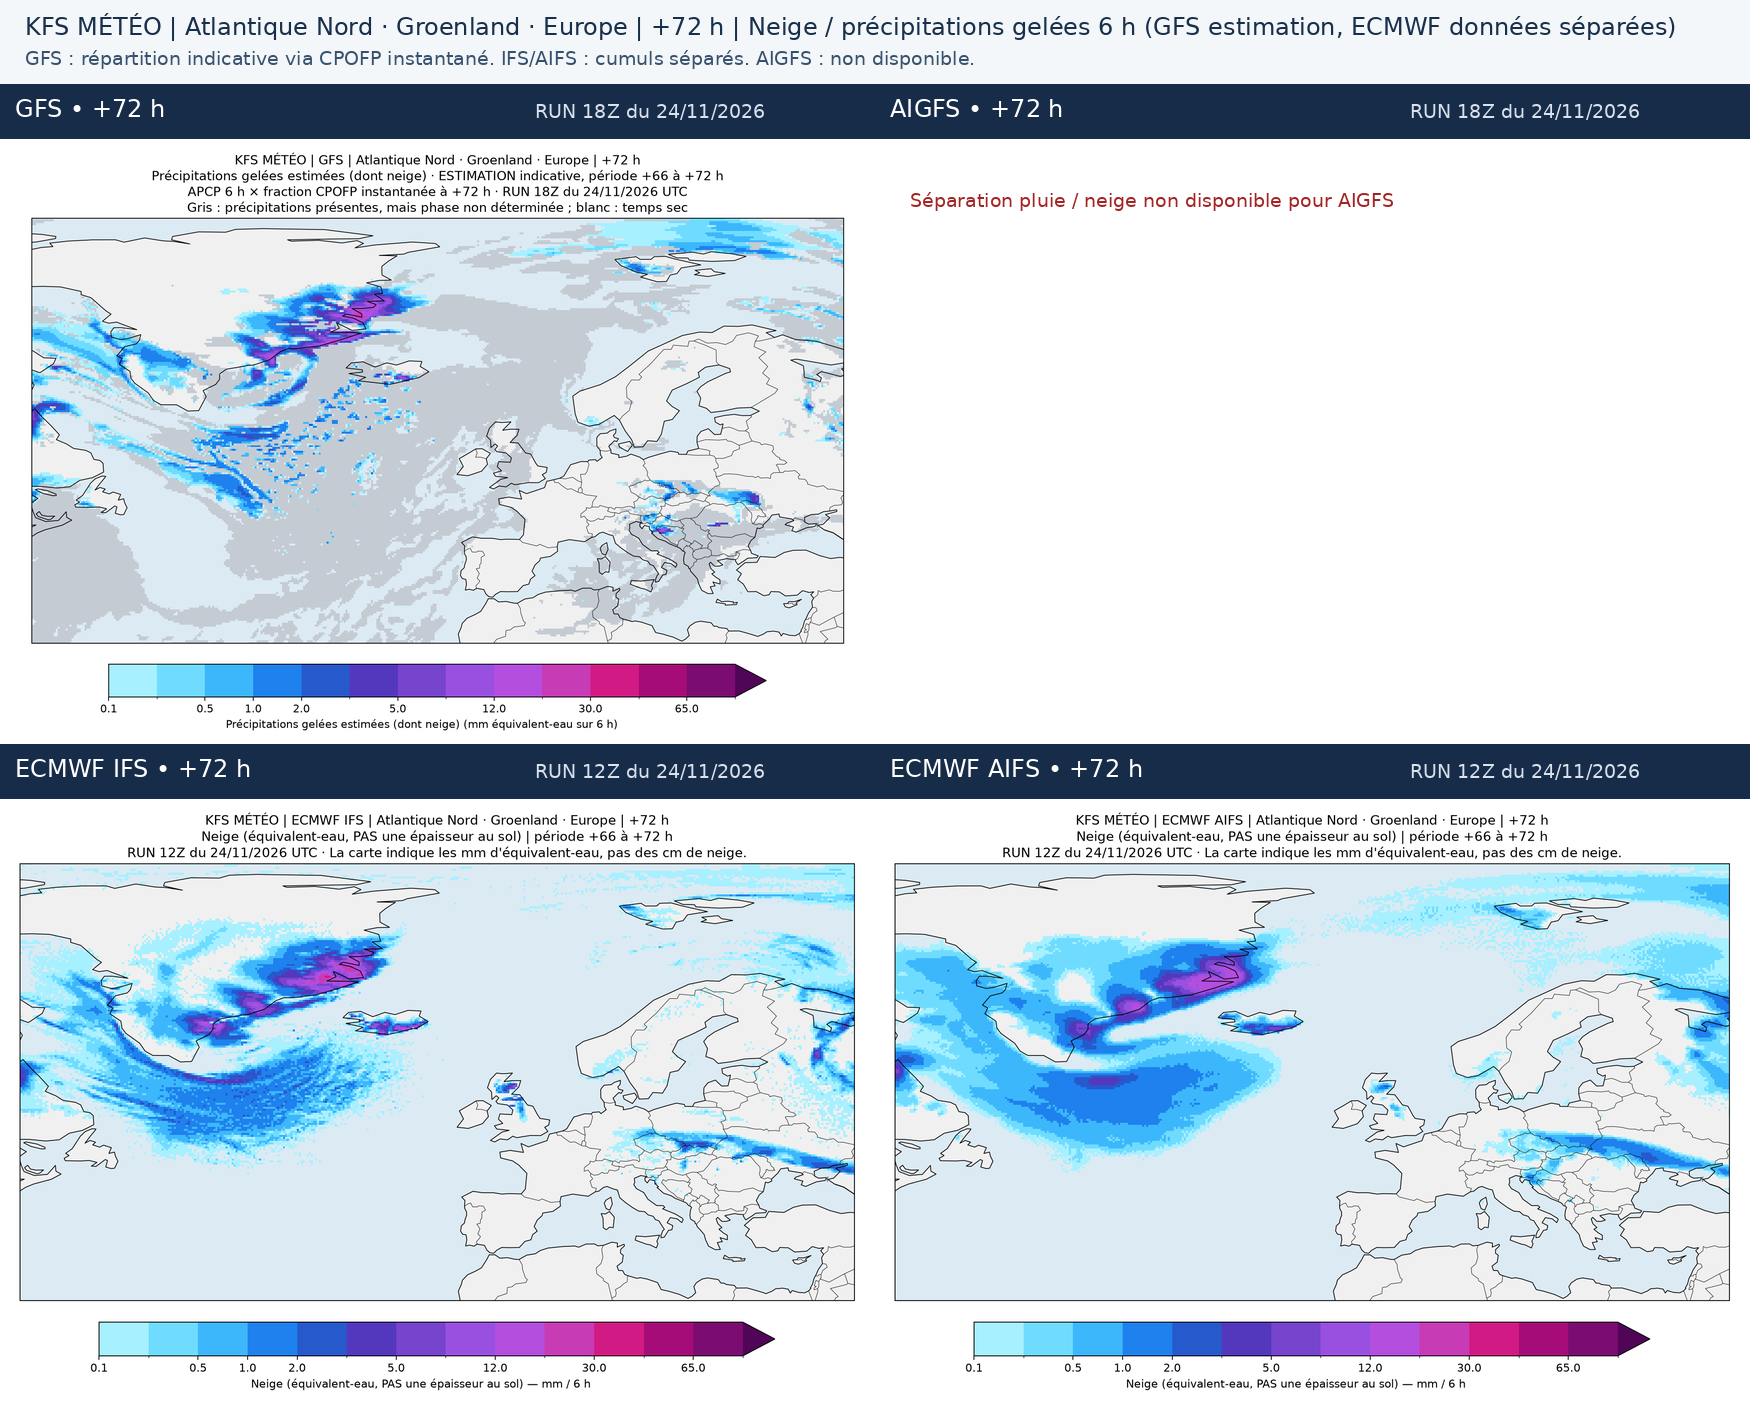 KFS MÉTÉO | Atlantique Nord · Groenland · Europe | +72 h | Neige / précipitations gelées 6 h (GFS estimation, ECMWF données séparées)
GFS : répartition indicative via CPOFP instantané. IFS/AIFS : cumuls séparés. AIGFS : non disponible.
GFS • +72 h
RUN 18Z du 24/11/2026
AIGFS • +72 h
RUN 18Z du 24/11/2026
KFS MÉTÉO | GFS | Atlantique Nord · Groenland · Europe | +72 h
Précipitations gelées estimées (dont neige) · ESTIMATION indicative, période +66 à +72 h
APCP 6 h × fraction CPOFP instantanée à +72 h · RUN 18Z du 24/11/2026 UTC
Gris : précipitations présentes, mais phase non déterminée ; blanc : temps sec
Séparation pluie / neige non disponible pour AIGFS
0.1 0.5 1.0 2.0 5.0 12.0 30.0 65.0
Précipitations gelées estimées (dont neige) (mm équivalent-eau sur 6 h)
ECMWF IFS • +72 h
RUN 12Z du 24/11/2026
ECMWF AIFS • +72 h
RUN 12Z du 24/11/2026
KFS MÉTÉO | ECMWF IFS | Atlantique Nord · Groenland · Europe | +72 h
Neige (équivalent-eau, PAS une épaisseur au sol) | période +66 à +72 h
RUN 12Z du 24/11/2026 UTC · La carte indique les mm d'équivalent-eau, pas des cm de neige.
KFS MÉTÉO | ECMWF AIFS | Atlantique Nord · Groenland · Europe | +72 h
Neige (équivalent-eau, PAS une épaisseur au sol) | période +66 à +72 h
RUN 12Z du 24/11/2026 UTC · La carte indique les mm d'équivalent-eau, pas des cm de neige.
0.1 0.5 1.0 2.0 5.0 12.0 30.0 65.0
Neige (équivalent-eau, PAS une épaisseur au sol) — mm / 6 h
0.1 0.5 1.0 2.0 5.0 12.0 30.0 65.0
Neige (équivalent-eau, PAS une épaisseur au sol) — mm / 6 h